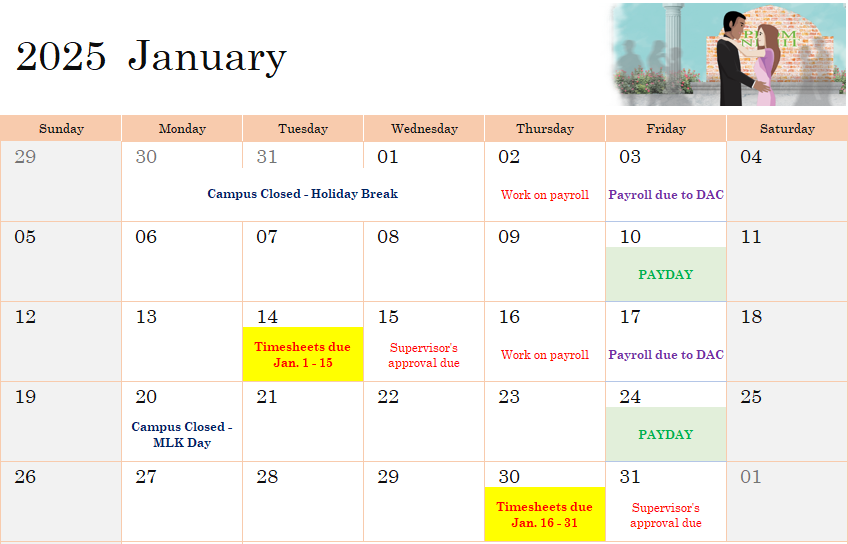 2025 January
PROM
NIGHT
Sunday Monday Tuesday Wednesday Thursday Friday Saturday
29 30 31 01 02 03 04
Campus Closed - Holiday Break Work on payroll Payroll due to DAC
05 06 07 08 09 10 11
PAYDAY
12 13 14 15 16 17 18
Timesheets due
Jan. 1 - 15
Supervisor's
approval due
Work on payroll Payroll due to DAC
19 20 21 22 23 24 25
Campus Closed -
MLK Day
PAYDAY
26 27 28 29 30 31 01
Timesheets due
Jan. 16 - 31
Supervisor's
approval due